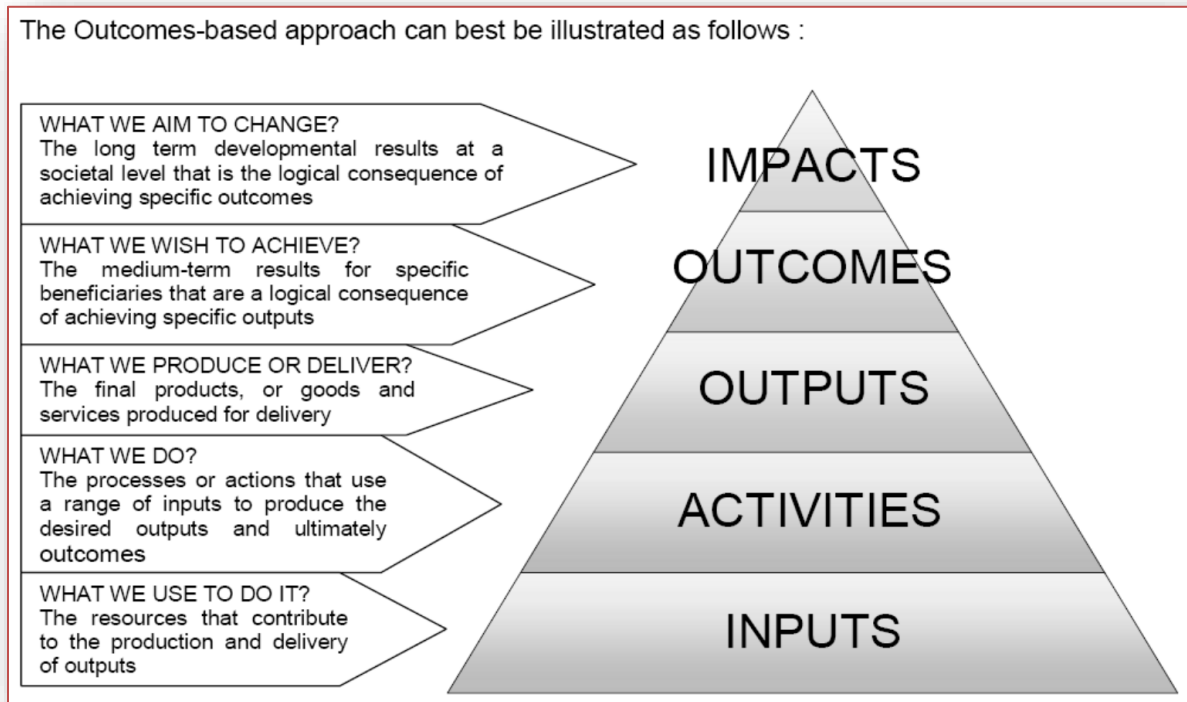 The Outcomes-based approach can best be illustrated as follows :
WHAT WE AIM TO CHANGE?
The long term developmental results at a
societal level that is the logical consequence of
achieving specific outcomes
IMPACTS
WHAT WE WISH TO ACHIEVE?
The medium-term results for specific
beneficiaries that are a logical consequence
of achieving specific outputs
OUTCOMES
WHAT WE PRODUCE OR DELIVER?
The final products, or goods and
services produced for delivery
OUTPUTS
WHAT WE DO?
The processes or actions that use
a range of inputs to produce the
desired outputs and ultimately
outcomes
ACTIVITIES
WHAT WE USE TO DO IT?
The resources that contribute
to the production and delivery
of outputs
INPUTS